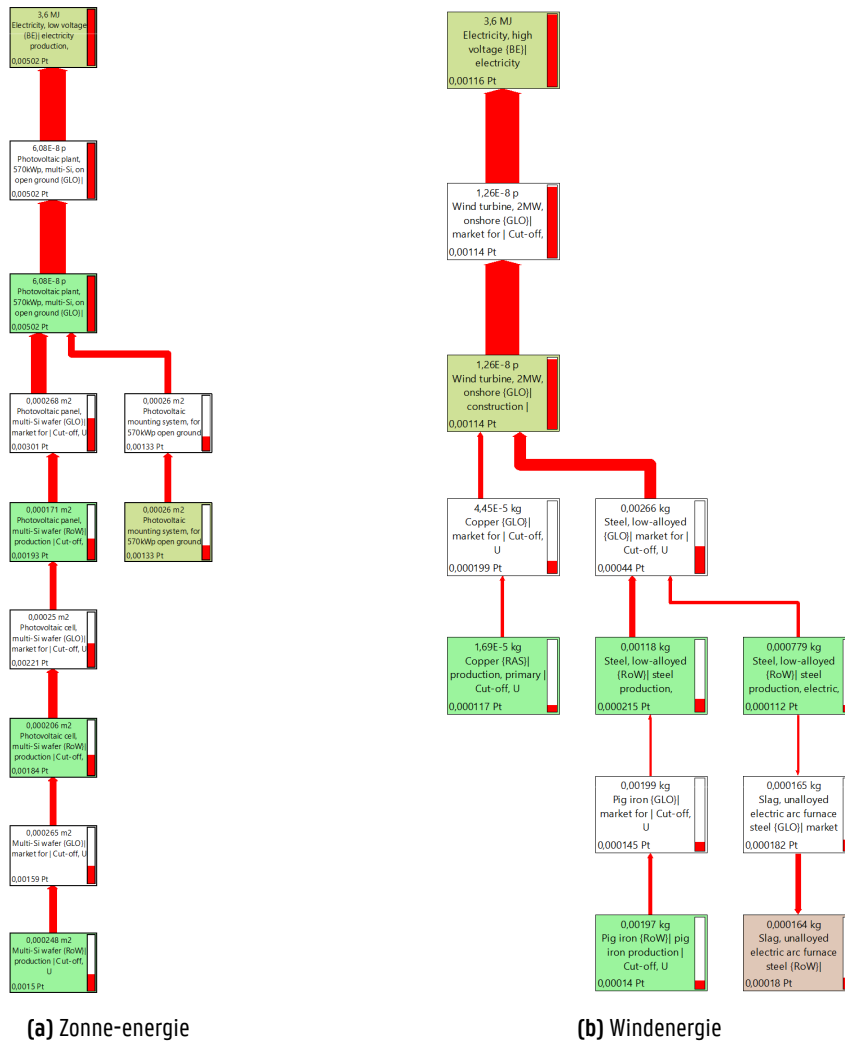 3,6 MJ
Electricity, low voltage
{BE}| electricity
production,
0,00502 Pt
6,08E-8 p
Photovoltaic plant,
570kWp, multi-Si, on
open ground {GLO}|
0,00502 Pt
6,08E-8 p
Photovoltaic plant,
570kWp, multi-Si, on
open ground {GLO}|
0,00502 Pt
0,000268 m2
Photovoltaic panel,
multi-Si wafer {GLO}|
market for | Cut-off, U
0,00301 Pt
0,00026 m2
Photovoltaic
mounting system, for
570kWp open ground
0,00133 Pt
0,000171 m2
Photovoltaic panel,
multi-Si wafer {RoW}|
production | Cut-off,
0,00193 Pt
0,00026 m2
Photovoltaic
mounting system, for
570kWp open ground
0,00133 Pt
0,00025 m2
Photovoltaic cell,
multi-Si wafer {GLO}|
market for | Cut-off, U
0,00221 Pt
0,000206 m2
Photovoltaic cell,
multi-Si wafer {RoW}|
production | Cut-off,
0,00184 Pt
0,000265 m2
Multi-Si wafer {GLO}|
market for | Cut-off, U
0,00159 Pt
0,000248 m2
Multi-Si wafer {RoW}|
production | Cut-off,
U
0,0015 Pt
(a) Zonne-energie
3,6 MJ
Electricity, high
voltage {BE}|
electricity
0,00116 Pt
1,26E-8 p
Wind turbine, 2MW,
onshore {GLO}|
market for | Cut-off,
0,00114 Pt
1,26E-8 p
Wind turbine, 2MW,
onshore {GLO}|
construction |
0,00114 Pt
4,45E-5 kg
Copper {GLO}|
market for | Cut-off,
U
0,000199 Pt
0,00266 kg
Steel, low-alloyed
{GLO}| market for |
Cut-off, U
0,00044 Pt
1,69E-5 kg
Copper {RAS}|
production, primary |
Cut-off, U
0,000117 Pt
0,00118 kg
Steel, low-alloyed
{RoW}| steel
production,
0,000215 Pt
0,000779 kg
Steel, low-alloyed
{RoW}| steel
production, electric,
0,000112 Pt
0,00199 kg
Pig iron {GLO}|
market for | Cut-off,
U
0,000145 Pt
0,000165 kg
Slag, unalloyed
electric arc furnace
steel {GLO}| market
0,000182 Pt
0,00197 kg
Pig iron {RoW}| pig
iron production |
Cut-off, U
0,00014 Pt
0,000164 kg
Slag, unalloyed
electric arc furnace
steel {RoW}|
0,00018 Pt
(b) Windenergie